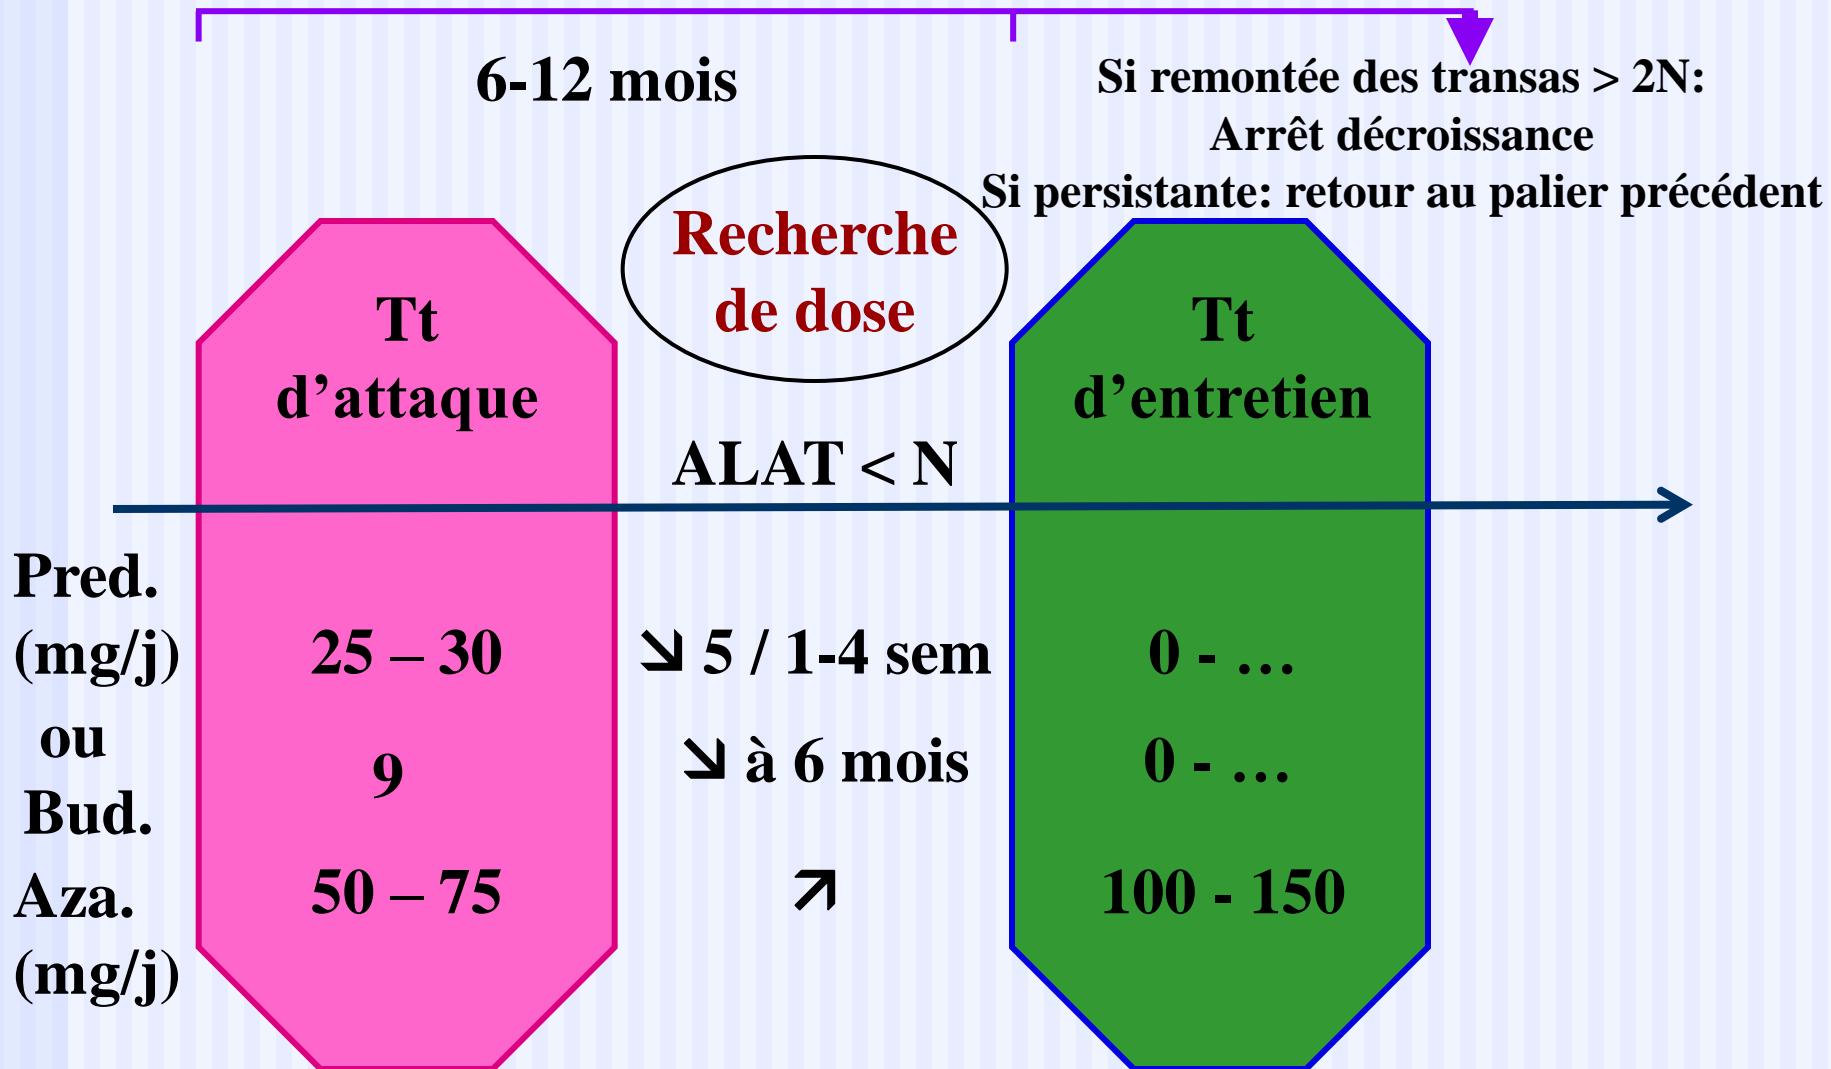 6-12 mois
Si remontée des transas > 2N:
Arrêt décroissance
Si persistante: retour au palier précédent
Recherche
de dose
Tt
d’attaque
Tt
d’entretien
ALAT < N
Pred.
(mg/j)
25 – 30
↘ 5 / 1-4 sem
0 - …
ou
9
↘ à 6 mois
0 - …
Bud.
Aza.
(mg/j)
50 – 75
↗
100 - 150